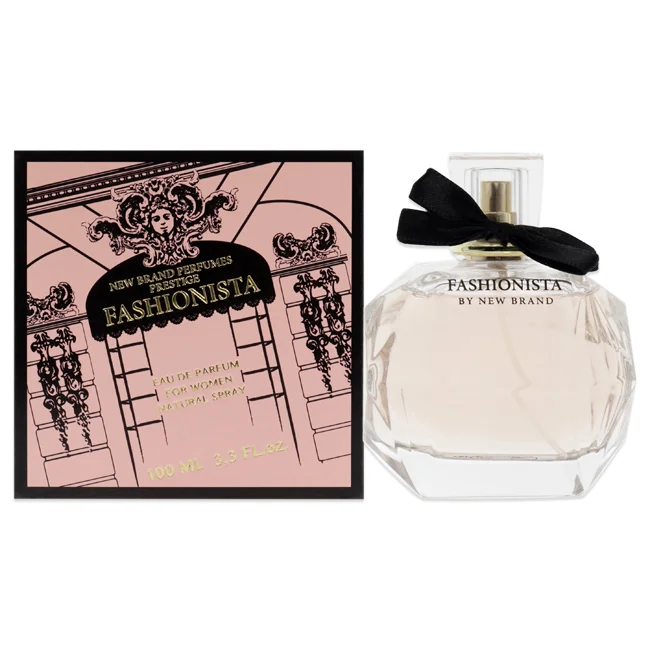 NEW BRAND PERFUMES
PRESTIGE
FASHIONISTA
EAU DE PARFUM
FOR WOMEN
NATURAL SPRAY
100 ML 3.3 FL.oz.
FASHIONISTA
BY NEW BRAND